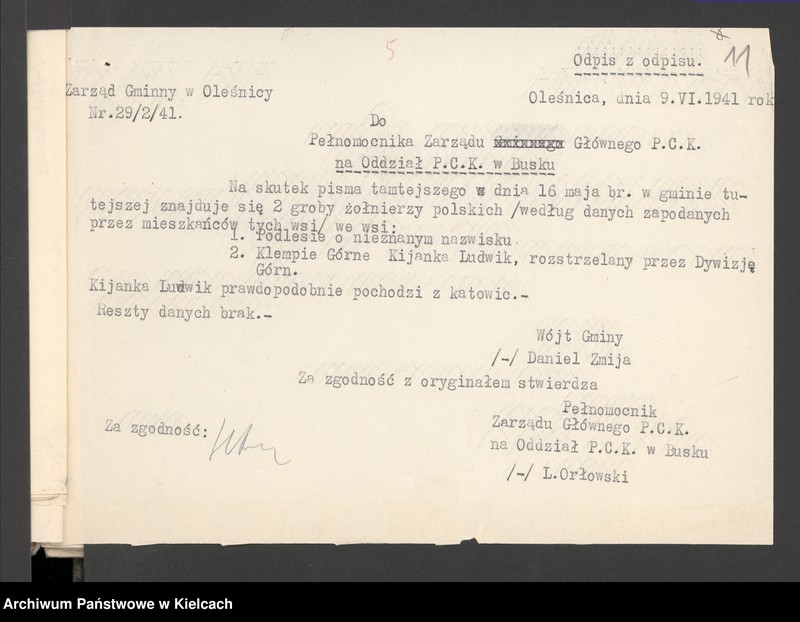 5
Odpis z odpisu.
11
Zarząd Gminny w Oleśnicy
Oleśnica, dnia 9.VI.1941 rok
Nr.29/2/41.
Do
Pełnomocnika Zarządu Głównego P.C.K.
na Oddział P.C.K. w Busku
Na skutek pisma tamtejszego z dnia 16 maja br. w gminie tu-
tejszej znajduje się 2 groby żołnierzy polskich /według danych zapodanych
przez mieszkańców tych wsi/ we wsi:
1. Podlesie o nieznanym nazwisku
2. Klempie Górne Kijanka Ludwik, rozstrzelany przez Dywizję
Górn.
Kijanka Ludwik prawdopodobnie pochodzi z katowic.-
Reszty danych brak.-
Wójt Gminy
/-/ Daniel Zmija
Za zgodność z oryginałem stwierdza
Pełnomocnik
Zarządu Głównego P.C.K.
na Oddział P.C.K. w Busku
/-/ L.Orłowski
Za zgodność:
Archiwum Państwowe w Kielcach